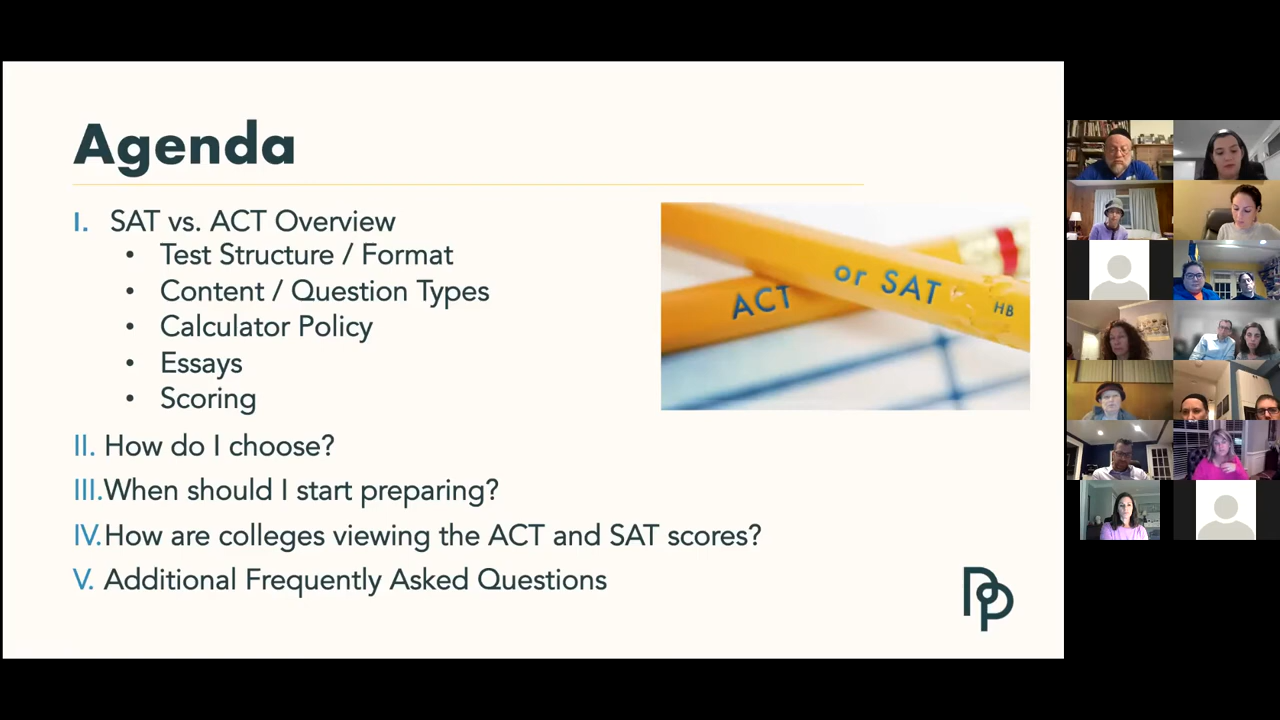 Agenda
I. SAT vs. ACT Overview
• Test Structure / Format
• Content / Question Types
• Calculator Policy
• Essays
• Scoring
II. How do I choose?
III.When should I start preparing?
IV.How are colleges viewing the ACT and SAT scores?
V. Additional Frequently Asked Questions
ACT
or SAT
HB
PP